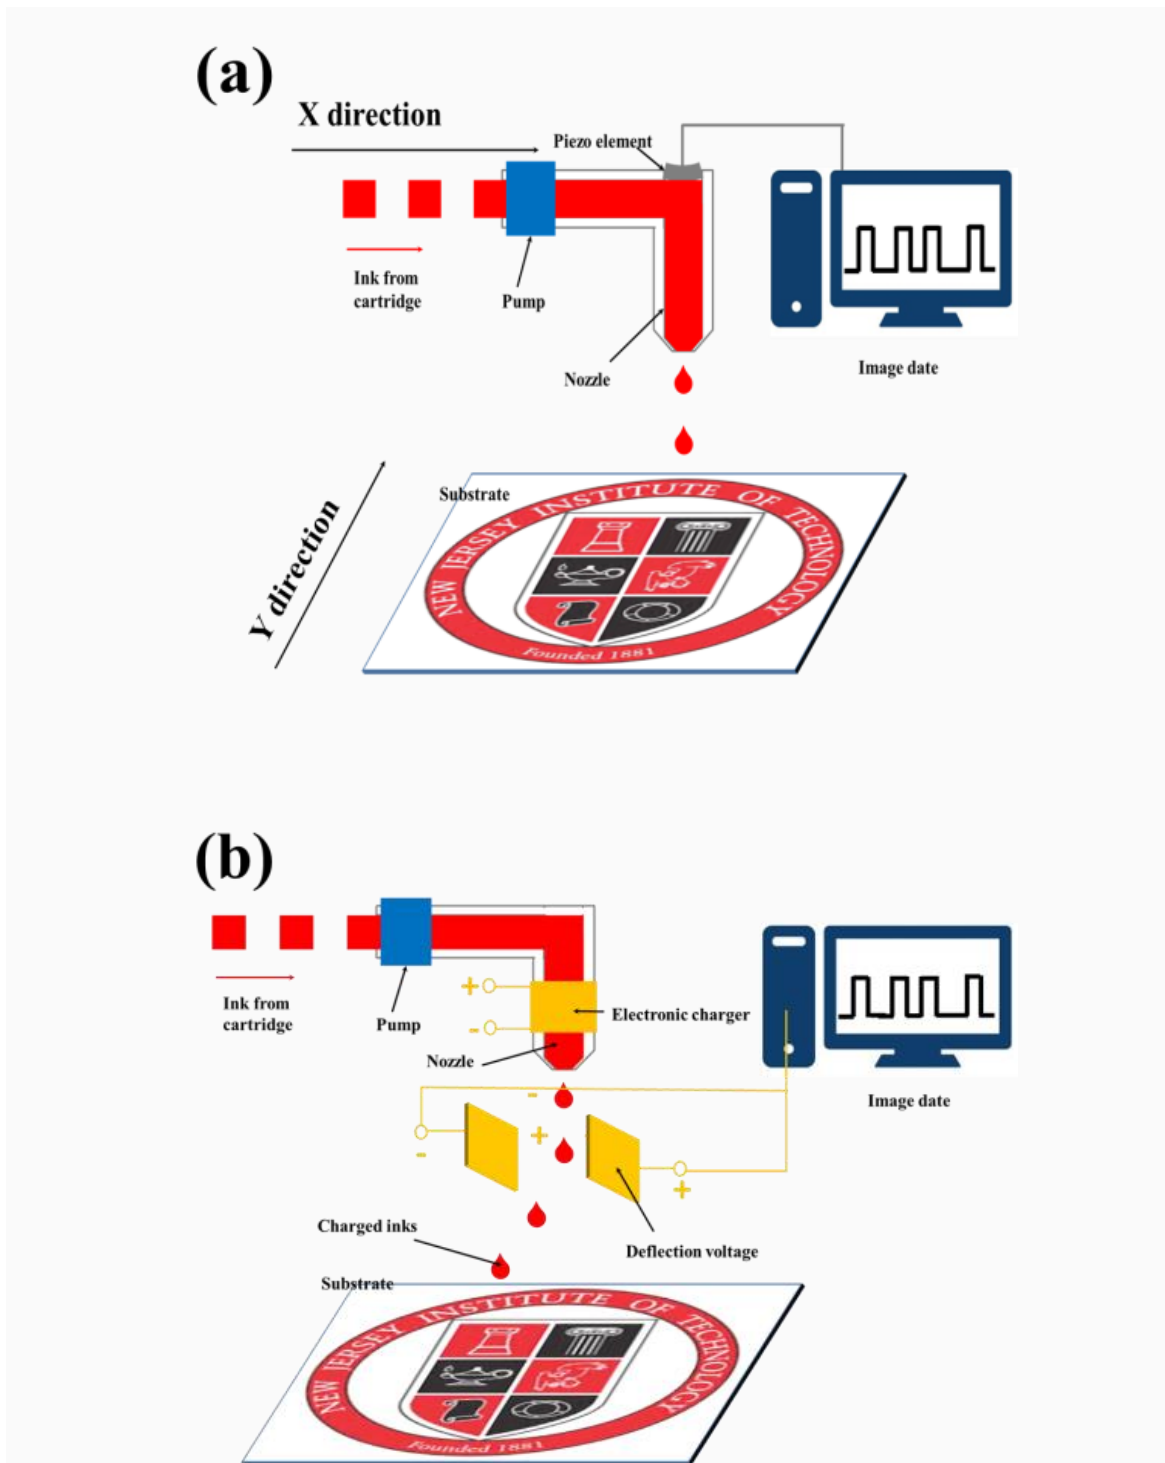 (a)
X direction
Piezo element
Ink from
cartridge
Pump
Nozzle
Image date
Y direction
Substrate
NEW JERSEY INSTITUTE OF TECHNOLOGY
Founded 1881
(b)
+
-
Ink from
cartridge
Pump
Electronic charger
Nozzle
Image date
-
+
-
+
Charged inks
Deflection voltage
Substrate
NEW JERSEY INSTITUTE OF TECHNOLOGY
Founded 1881